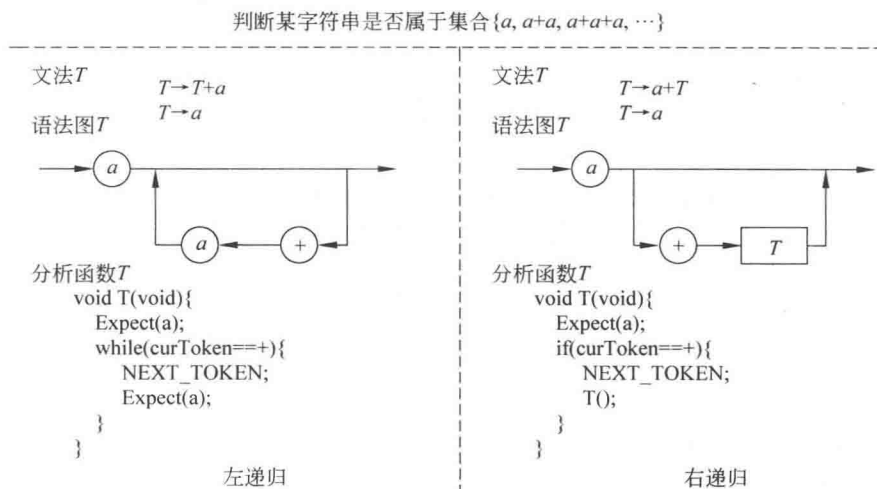 判断某字符串是否属于集合{a, a+a, a+a+a, …}
文法T
T→T+a
T→a
语法图T
a
a
+
分析函数T
void T(void){
Expect(a);
while(curToken==+){
NEXT_TOKEN;
Expect(a);
}
}
左递归
文法T
T→a+T
T→a
语法图T
a
+
T
分析函数T
void T(void){
Expect(a);
if(curToken==+){
NEXT_TOKEN;
T();
}
}
右递归